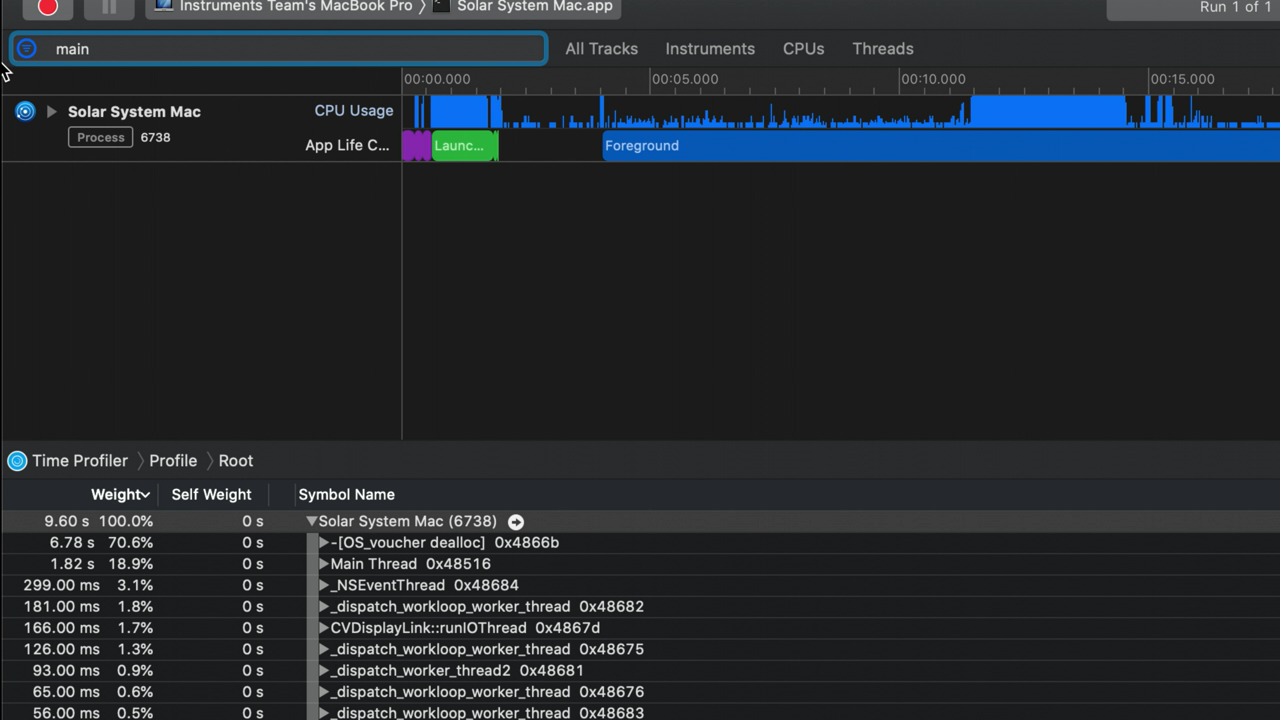 Instruments Team's MacBook Pro 〉 Solar System Mac.app Run 1 of 1
main All Tracks Instruments CPUs Threads
00:00.000 00:05.000 00:10.000 00:15.000
Solar System Mac CPU Usage
Process 6738 App Life C... Launc... Foreground
Time Profiler 〉 Profile 〉 Root
Weight Self Weight Symbol Name
9.60 s 100.0% 0 s Solar System Mac (6738)
6.78 s 70.6% 0 s -[OS_voucher dealloc] 0x4866b
1.82 s 18.9% 0 s Main Thread 0x48516
299.00 ms 3.1% 0 s _NSEventThread 0x48684
181.00 ms 1.8% 0 s _dispatch_workloop_worker_thread 0x48682
166.00 ms 1.7% 0 s CVDisplayLink::runIOThread 0x4867d
126.00 ms 1.3% 0 s _dispatch_workloop_worker_thread 0x48675
93.00 ms 0.9% 0 s _dispatch_worker_thread2 0x48681
65.00 ms 0.6% 0 s _dispatch_workloop_worker_thread 0x48676
56.00 ms 0.5% 0 s _dispatch_workloop_worker_thread 0x48683